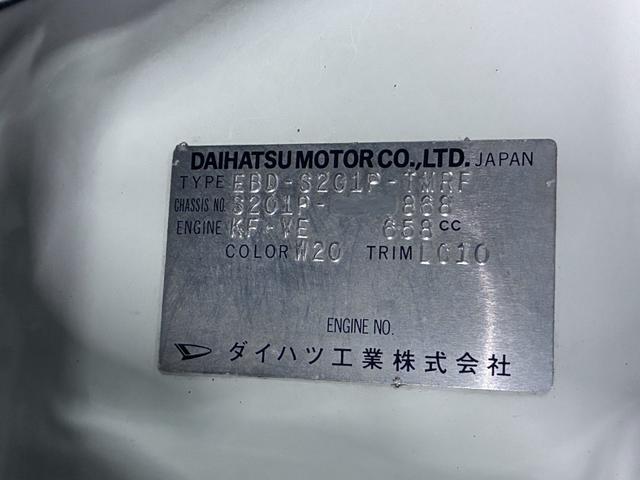 DAIHATSU MOTOR CO.,LTD. JAPAN
TYPE EBD-S201P-TMRF
CHASSIS NO. S201P- 868
ENGINE KF-VE 658 CC
COLOR W20 TRIM LG10
ENGINE NO.
ダイハツ工業株式会社